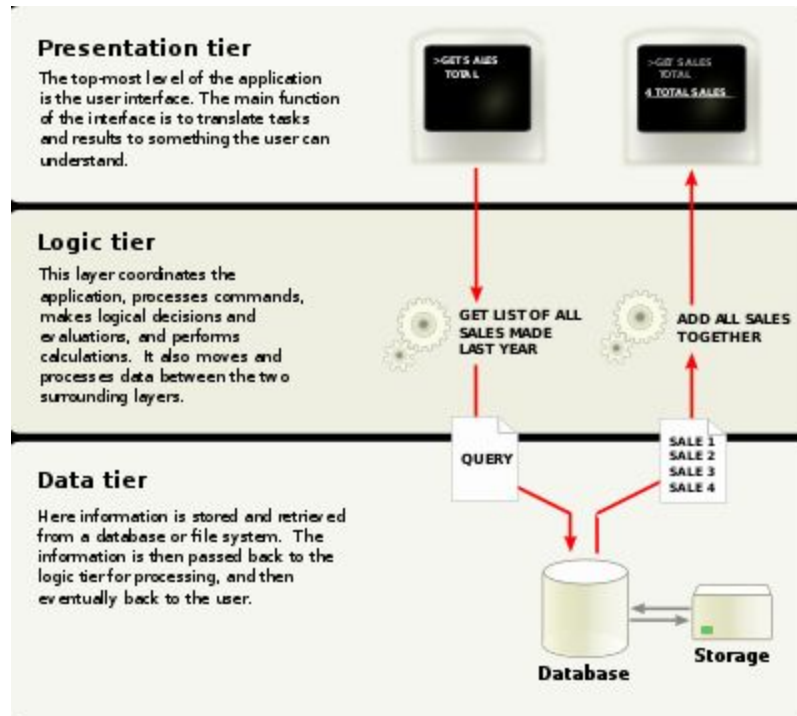 Presentation tier
The top-most level of the application
is the user interface. The main function
of the interface is to translate tasks
and results to something the user can
understand.
>GET SALES
TOTAL
>GET SALES
TOTAL
4 TOTAL SALES
Logic tier
This layer coordinates the
application, processes commands,
makes logical decisions and
evaluations, and performs
calculations. It also moves and
processes data between the two
surrounding layers.
GET LIST OF ALL
SALES MADE
LAST YEAR
ADD ALL SALES
TOGETHER
Data tier
Here information is stored and retrieved
from a database or file system. The
information is then passed back to the
logic tier for processing, and then
eventually back to the user.
QUERY
SALE 1
SALE 2
SALE 3
SALE 4
Database
Storage